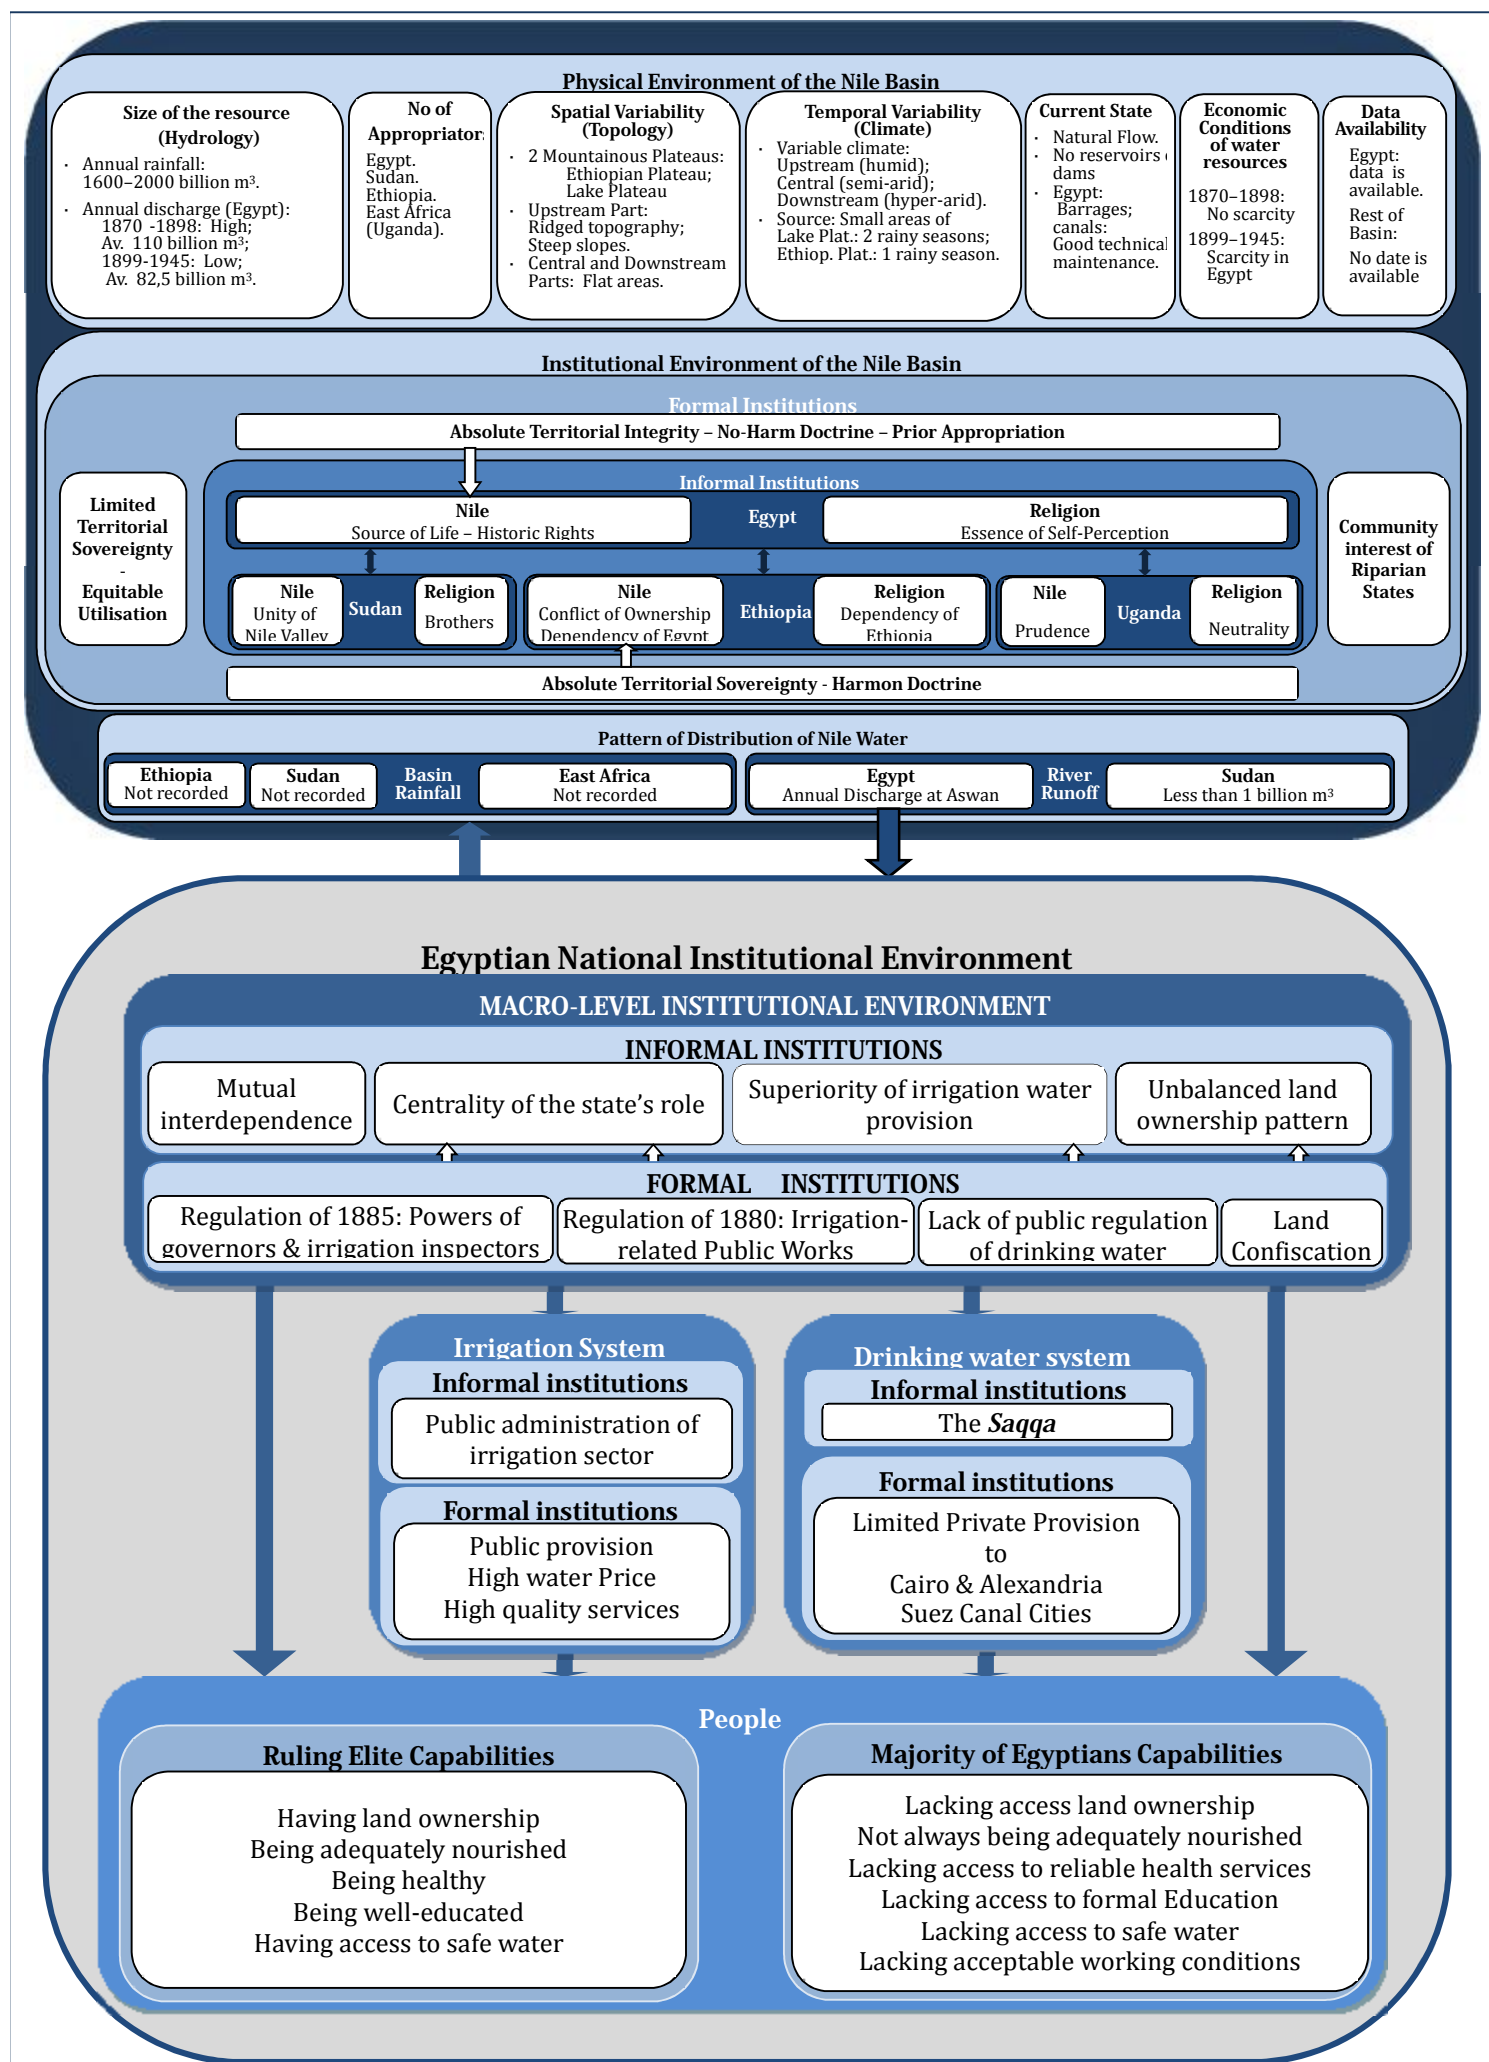 Physical Environment of the Nile Basin
Size of the resource
(Hydrology)
· Annual rainfall:
1600–2000 billion m³.
· Annual discharge (Egypt):
1870 -1898: High;
Av. 110 billion m³;
1899-1945: Low;
Av. 82,5 billion m³.
No of
Appropriator
Egypt.
Sudan.
Ethiopia.
East Africa
(Uganda).
Spatial Variability
(Topology)
· 2 Mountainous Plateaus:
Ethiopian Plateau;
Lake Plateau
· Upstream Part:
Ridged topography;
Steep slopes.
· Central and Downstream
Parts: Flat areas.
Temporal Variability
(Climate)
· Variable climate:
Upstream (humid);
Central (semi-arid);
Downstream (hyper-arid).
· Source: Small areas of
Lake Plat.: 2 rainy seasons;
Ethiop. Plat.: 1 rainy season.
Current State
· Natural Flow.
· No reservoirs
dams
· Egypt:
Barrages;
canals:
Good technical
maintenance.
Economic
Conditions
of water
resources
1870–1898:
No scarcity
1899–1945:
Scarcity in
Egypt
Data
Availability
Egypt:
data is
available.
Rest of
Basin:
No date is
available
Institutional Environment of the Nile Basin
Formal Institutions
Absolute Territorial Integrity – No-Harm Doctrine – Prior Appropriation
Limited
Territorial
Sovereignty
-
Equitable
Utilisation
Informal Institutions
Nile
Source of Life – Historic Rights
Egypt
Religion
Essence of Self-Perception
Nile
Unity of
Nile Valley
Sudan
Religion
Brothers
Nile
Conflict of Ownership
Dependency of Egypt
Ethiopia
Religion
Dependency of
Ethiopia
Nile
Prudence
Uganda
Religion
Neutrality
Community
interest of
Riparian
States
Absolute Territorial Sovereignty - Harmon Doctrine
Pattern of Distribution of Nile Water
Ethiopia
Not recorded
Sudan
Not recorded
Basin
Rainfall
East Africa
Not recorded
Egypt
Annual Discharge at Aswan
River
Runoff
Sudan
Less than 1 billion m³
Egyptian National Institutional Environment
MACRO-LEVEL INSTITUTIONAL ENVIRONMENT
INFORMAL INSTITUTIONS
Mutual
interdependence
Centrality of the state's role
Superiority of irrigation water
provision
Unbalanced land
ownership pattern
FORMAL INSTITUTIONS
Regulation of 1885: Powers of
governors & irrigation inspectors
Regulation of 1880: Irrigation-
related Public Works
Lack of public regulation
of drinking water
Land
Confiscation
Irrigation System
Informal institutions
Public administration of
irrigation sector
Formal institutions
Public provision
High water Price
High quality services
Drinking water system
Informal institutions
The Saqqa
Formal institutions
Limited Private Provision
to
Cairo & Alexandria
Suez Canal Cities
People
Ruling Elite Capabilities
Having land ownership
Being adequately nourished
Being healthy
Being well-educated
Having access to safe water
Majority of Egyptians Capabilities
Lacking access land ownership
Not always being adequately nourished
Lacking access to reliable health services
Lacking access to formal Education
Lacking access to safe water
Lacking acceptable working conditions